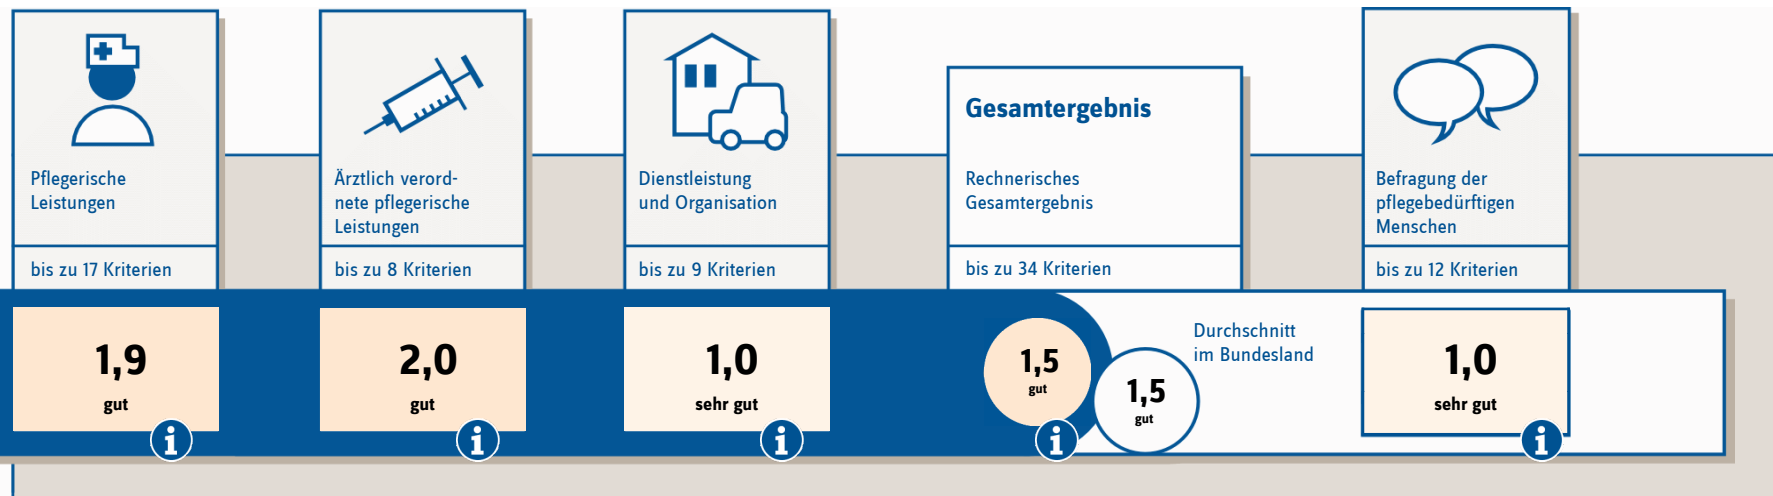 Pflegerische
Leistungen
bis zu 17 Kriterien
1,9
gut
Ärztlich verord-
nete pflegerische
Leistungen
bis zu 8 Kriterien
2,0
gut
Dienstleistung
und Organisation
bis zu 9 Kriterien
1,0
sehr gut
Gesamtergebnis
Rechnerisches
Gesamtergebnis
bis zu 34 Kriterien
1,5
gut
1,5
gut
Durchschnitt
im Bundesland
Befragung der
pflegebedürftigen
Menschen
bis zu 12 Kriterien
1,0
sehr gut